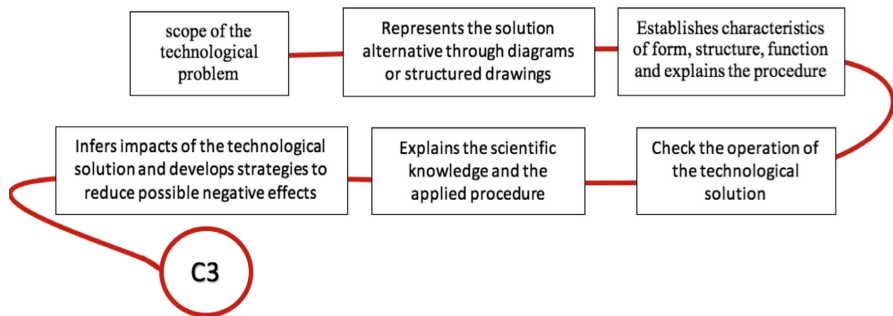 scope of the
technological
problem
Represents the solution
alternative through diagrams
or structured drawings
Establishes characteristics
of form, structure, function
and explains the procedure
Check the operation of
the technological
solution
Explains the scientific
knowledge and the
applied procedure
Infers impacts of the technological
solution and develops strategies to
reduce possible negative effects
C3